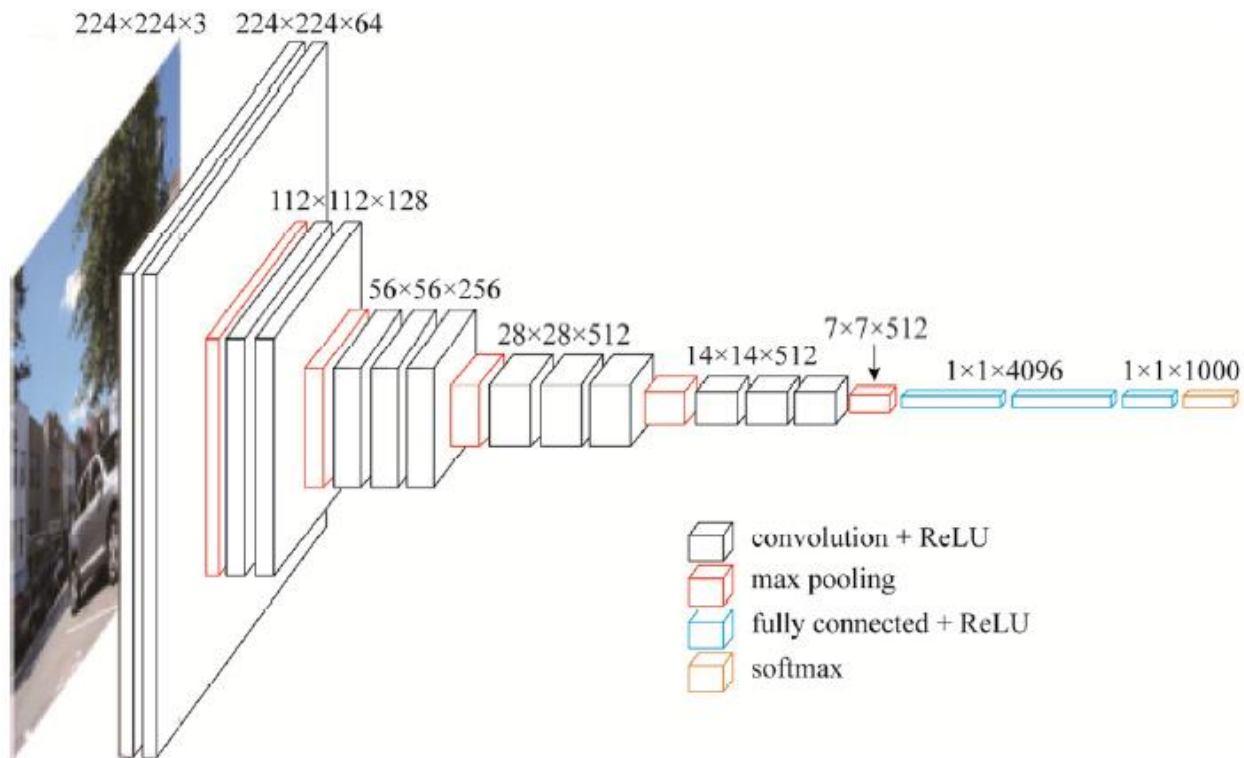 224×224×3
224×224×64
112×112×128
56×56×256
28×28×512
14×14×512
7×7×512
1×1×4096
1×1×1000
convolution + ReLU
max pooling
fully connected + ReLU
softmax